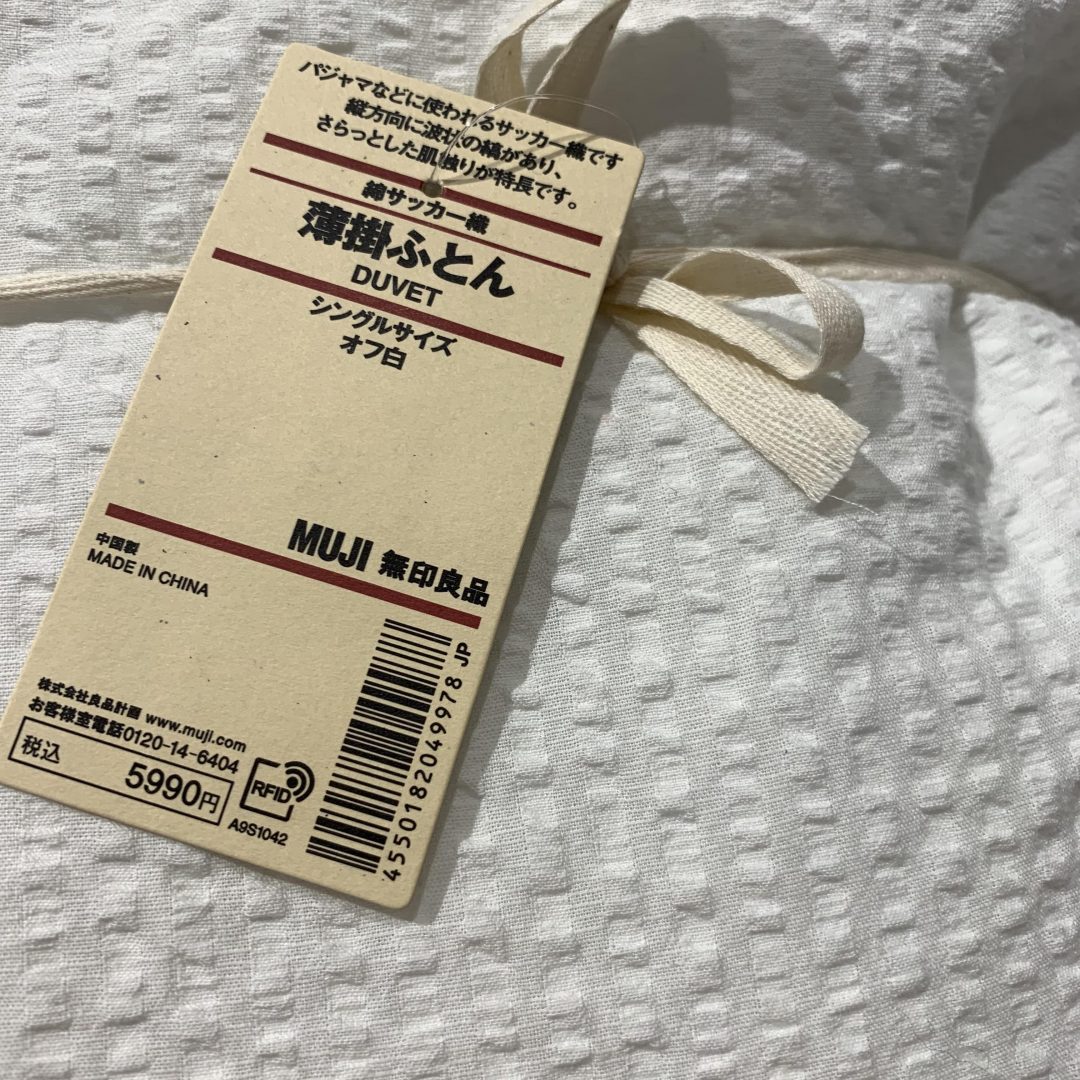 パジャマなどに使われるサッカー織です
縦方向に波状の縞があり、
さらっとした肌触りが特長です。
綿サッカー織
薄掛ふとん
DUVET
シングルサイズ
オフ白
MUJI 無印良品
中国製
MADE IN CHINA
株式会社良品計画 www.muji.com
お客様室電話0120-14-6404
税込 5990円
RFID
A9S1042
4550182049978 JP